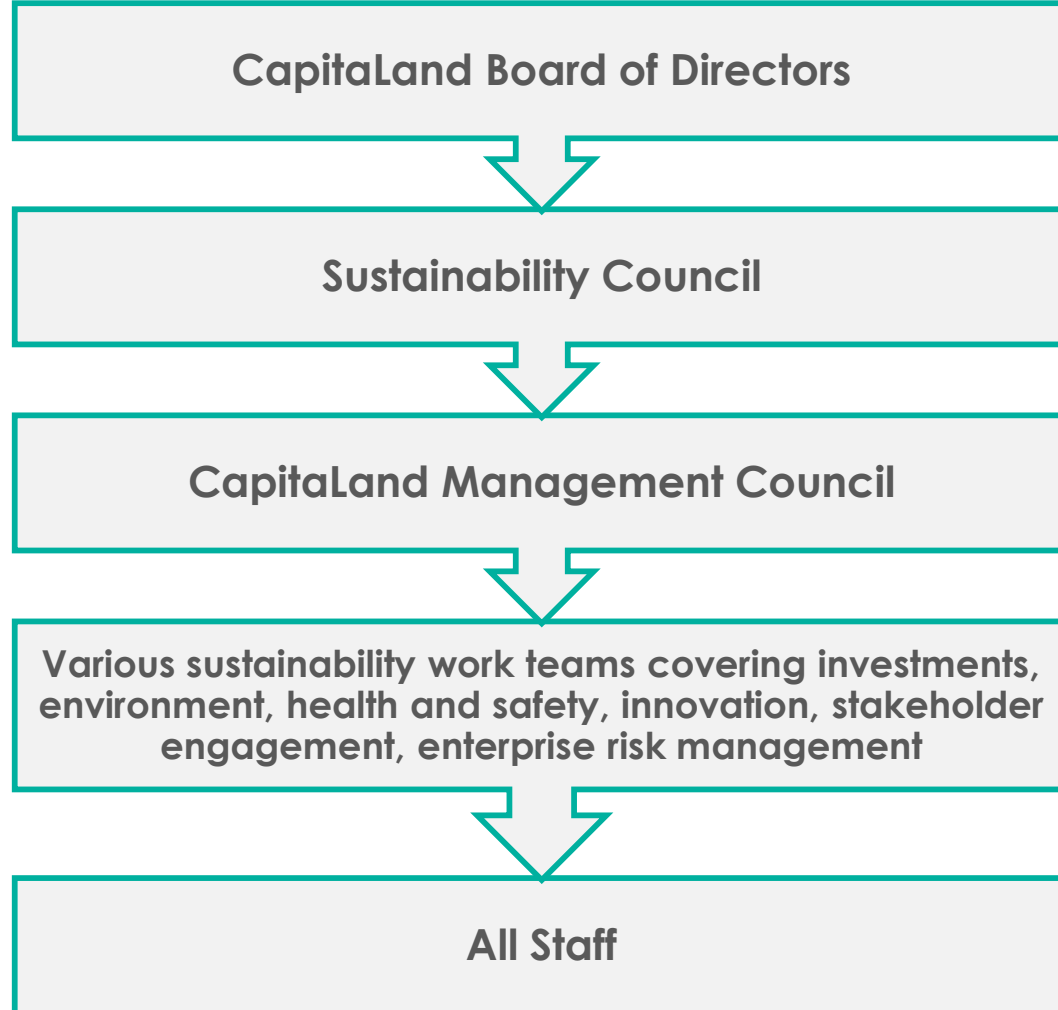 CapitaLand Board of Directors
Sustainability Council
CapitaLand Management Council
Various sustainability work teams covering investments,
environment, health and safety, innovation, stakeholder
engagement, enterprise risk management
All Staff